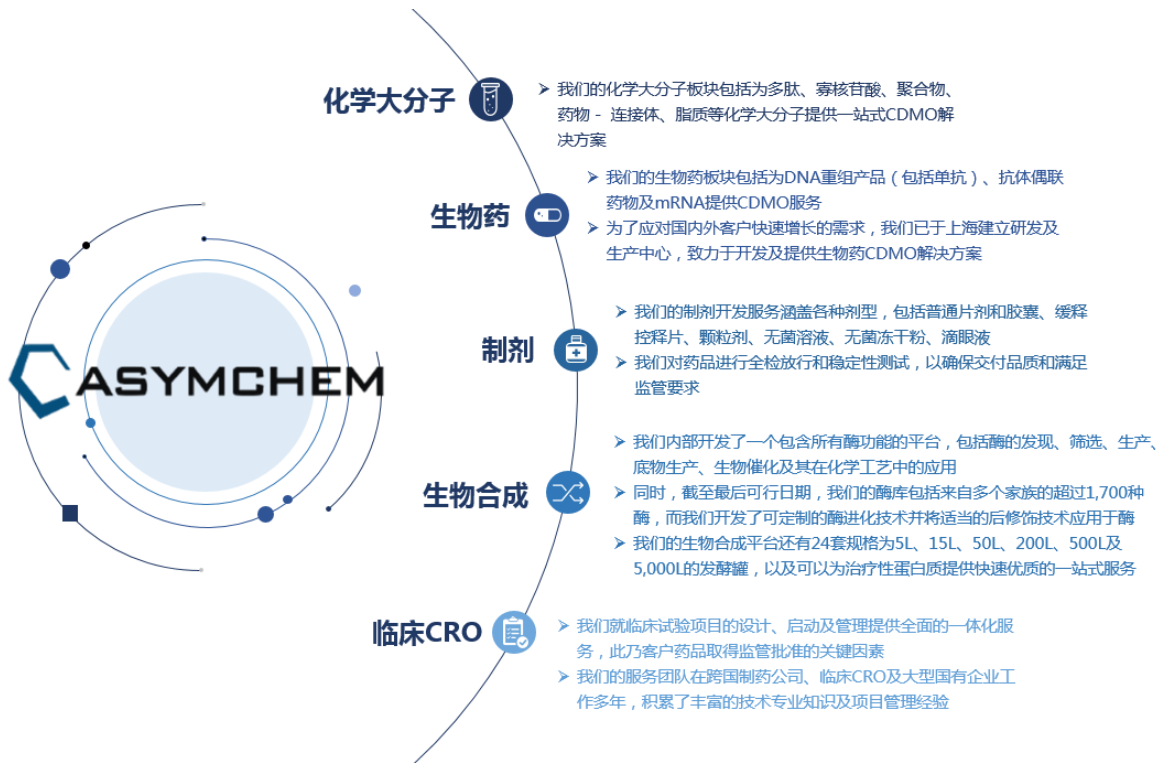 化学大分子
➢ 我们的化学大分子板块包括为多肽、寡核苷酸、聚合物、
药物 - 连接体、脂质等化学大分子提供一站式CDMO解
决方案
生物药
➢ 我们的生物药板块包括为DNA重组产品（包括单抗）、抗体偶联
药物及mRNA提供CDMO服务
➢ 为了应对国内外客户快速增长的需求，我们已于上海建立研发及
生产中心，致力于开发及提供生物药CDMO解决方案
ASYMCHEM
制剂
➢ 我们的制剂开发服务涵盖各种剂型，包括普通片剂和胶囊、缓释
控释片、颗粒剂、无菌溶液、无菌冻干粉、滴眼液
➢ 我们对药品进行全检放行和稳定性测试，以确保交付品质和满足
监管要求
生物合成
➢ 我们内部开发了一个包含所有酶功能的平台，包括酶的发现、筛选、生产、
底物生产、生物催化及其在化学工艺中的应用
➢ 同时，截至最后可行日期，我们的酶库包括来自多个家族的超过1,700种
酶，而我们开发了可定制的酶进化技术并将适当的后修饰技术应用于酶
➢ 我们的生物合成平台还有24套规格为5L、15L、50L、200L、500L及
5,000L的发酵罐，以及可以为治疗性蛋白质提供快速优质的一站式服务
临床CRO
➢ 我们就临床试验项目的设计、启动及管理提供全面的一体化服
务，此乃客户药品取得监管批准的关键因素
➢ 我们的服务团队在跨国制药公司、临床CRO及大型国有企业工
作多年，积累了丰富的技术专业知识及项目管理经验